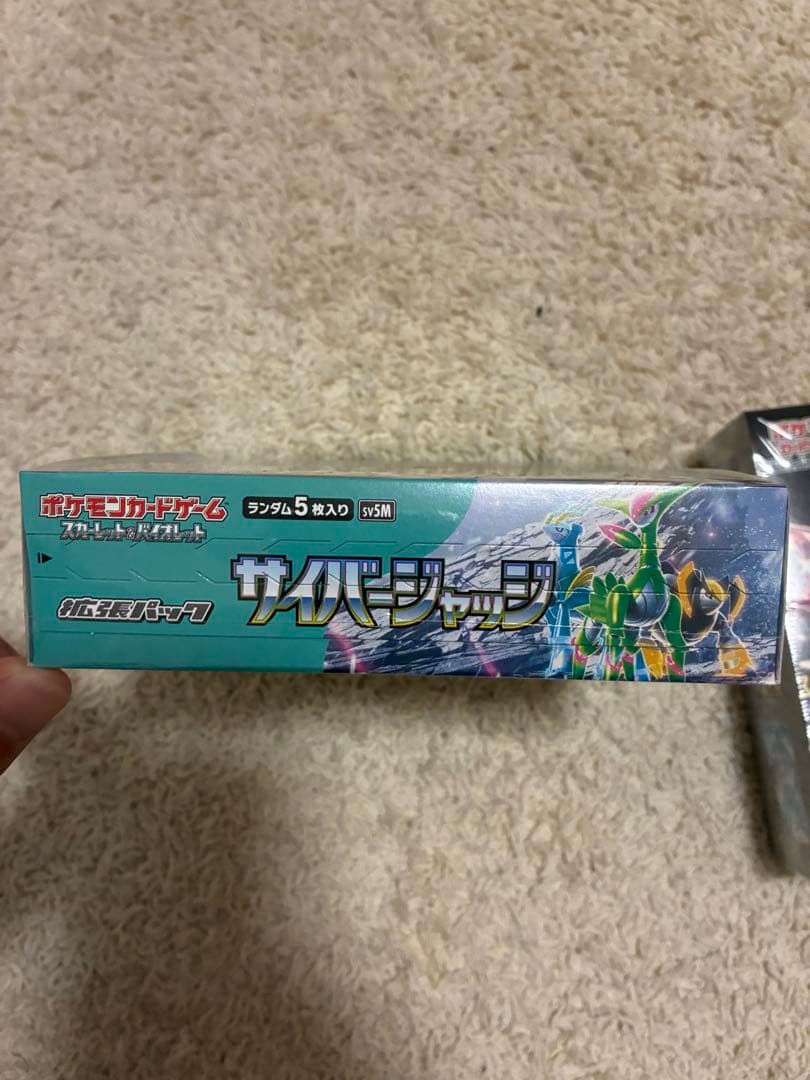 ポケモンカードゲーム
スカーレット&バイオレット
ランダム5枚入り SV5M
拡張パック
サイバージャッジ
ポケ